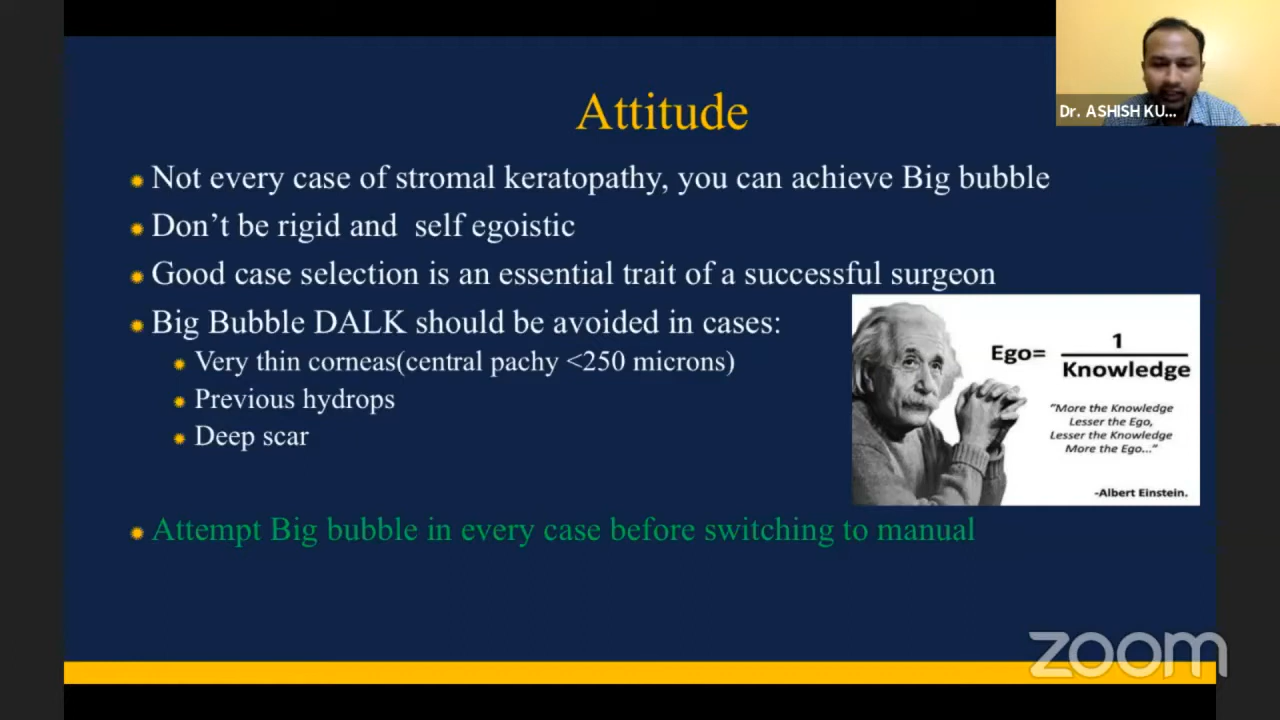 Attitude
Dr. ASHISH KU...
Not every case of stromal keratopathy, you can achieve Big bubble
Don't be rigid and self egoistic
Good case selection is an essential trait of a successful surgeon
Big Bubble DALK should be avoided in cases:
Very thin corneas(central pachy <250 microns)
Previous hydrops
Deep scar
Ego= 1
Knowledge
"More the Knowledge
Lesser the Ego,
Lesser the Knowledge
More the Ego..."
-Albert Einstein.
Attempt Big bubble in every case before switching to manual
zoom